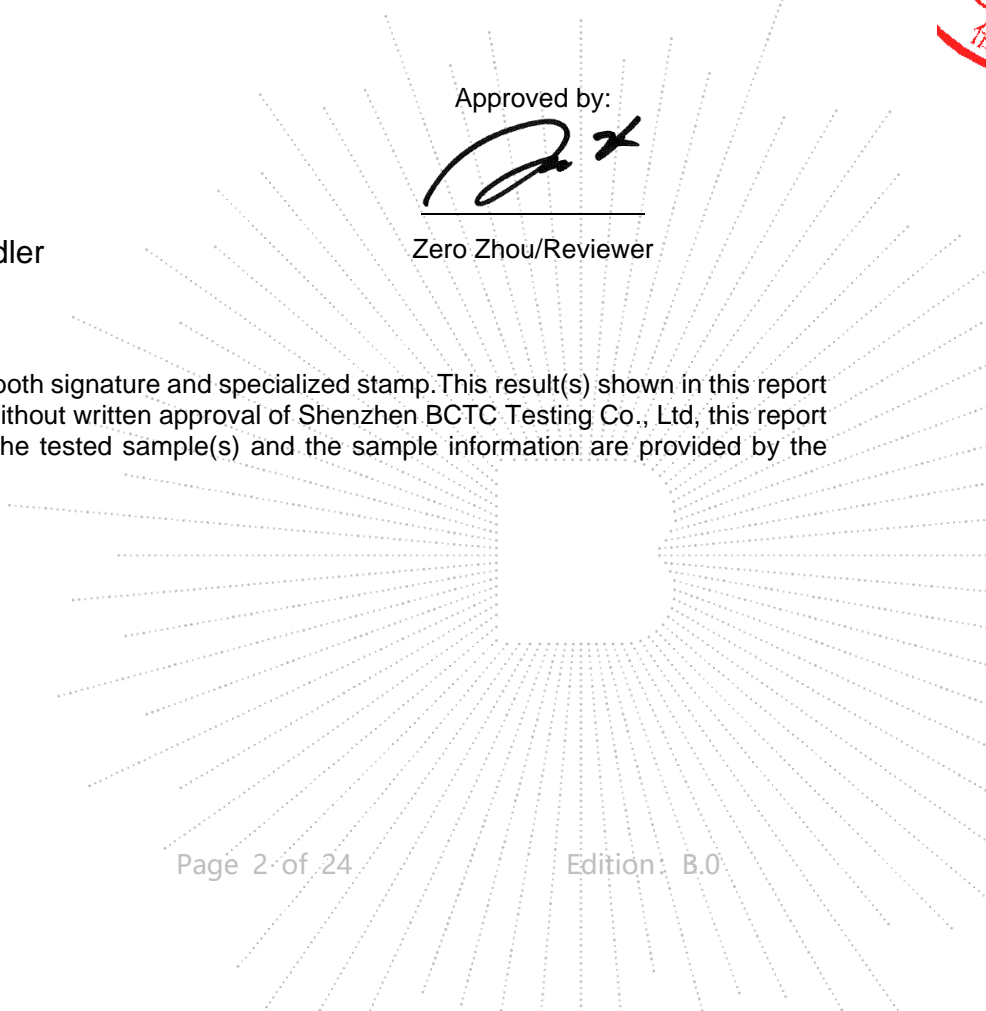 Approved by:
dler
Zero Zhou/Reviewer
both signature and specialized stamp.This result(s) shown in this report
ithout written approval of Shenzhen BCTC Testing Co., Ltd, this report
he tested sample(s) and the sample information are provided by the
Page 2 of 24 Edition: B.0